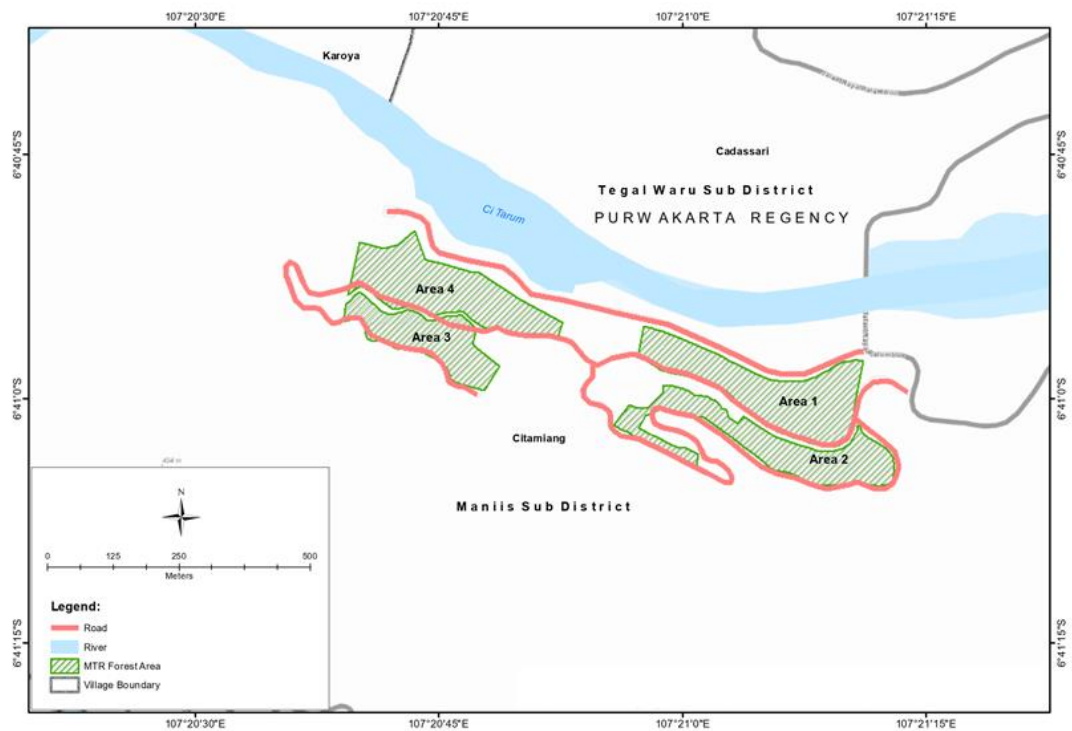 107°20'30"E
107°20'45"E
107°21'0"E
107°21'15"E
Karoya
6°40'45"S
6°40'45"S
Cadassari
Tegal Waru Sub District
PURWAKARTA REGENCY
Ci Tarum
Area 4
Area 3
Area 1
6°41'0"S
6°41'0"S
Citamiang
Area 2
Maniis Sub District
N
0 125 250 500
Meters
Legend:
Road
River
MTR Forest Area
Village Boundary
6°41'15"S
6°41'15"S
107°20'30"E
107°20'45"E
107°21'0"E
107°21'15"E